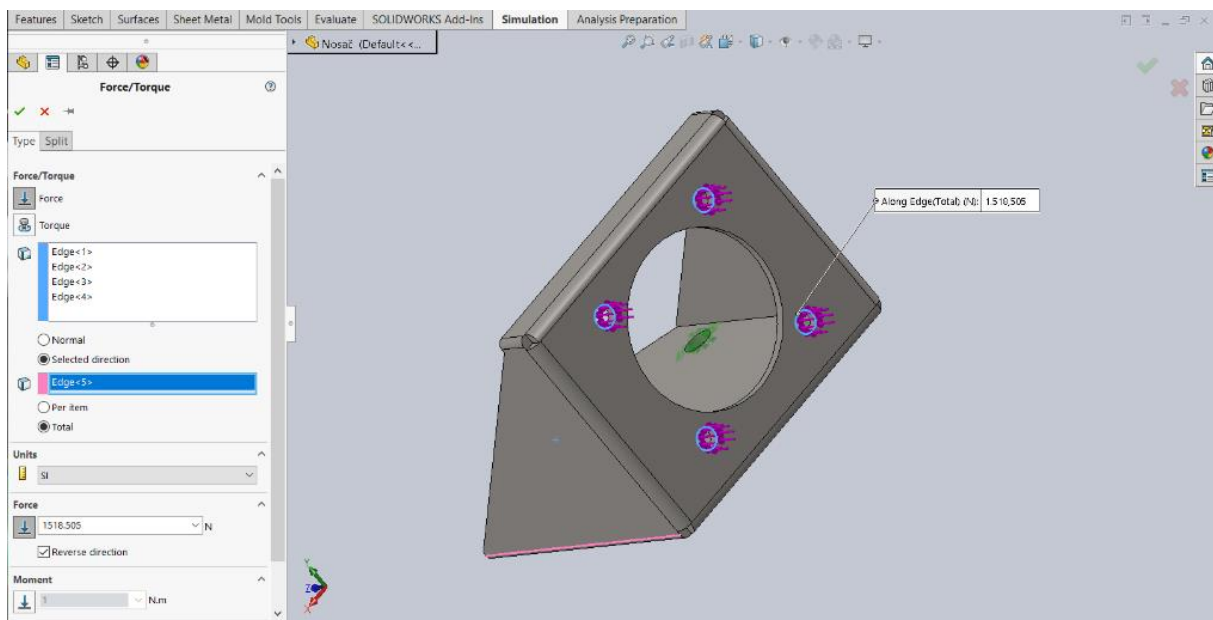 Features Sketch Surfaces Sheet Metal Mold Tools Evaluate SOLIDWORKS Add-Ins Simulation Analysis Preparation
Nosač (Default<<...
Force/Torque
Type Split
Force/Torque
Force
Torque
Edge<1>
Edge<2>
Edge<3>
Edge<4>
Normal
Selected direction
Edge<5>
Per item
Total
Units
SI
Force
1518.505 N
Reverse direction
Moment
1 N.m
Along Edge(Total) (N): 1.518,505
Y
Z
X